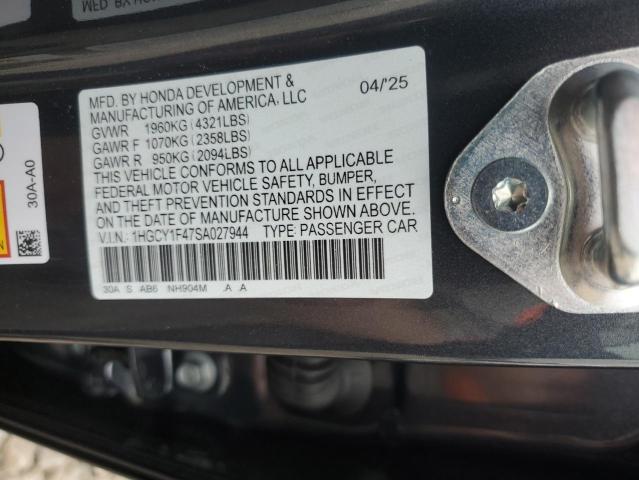 MFD. BY HONDA DEVELOPMENT &
MANUFACTURING OF AMERICA, LLC 04/'25
GVWR 1960KG (4321LBS)
GAWR F 1070KG (2358LBS)
GAWR R 950KG (2094LBS)
THIS VEHICLE CONFORMS TO ALL APPLICABLE
FEDERAL MOTOR VEHICLE SAFETY, BUMPER,
AND THEFT PREVENTION STANDARDS IN EFFECT
ON THE DATE OF MANUFACTURE SHOWN ABOVE.
V.I.N.: 1HGCY1F47SA027944 TYPE: PASSENGER CAR
30A S AB6 NH904M .A .A
30A-A0